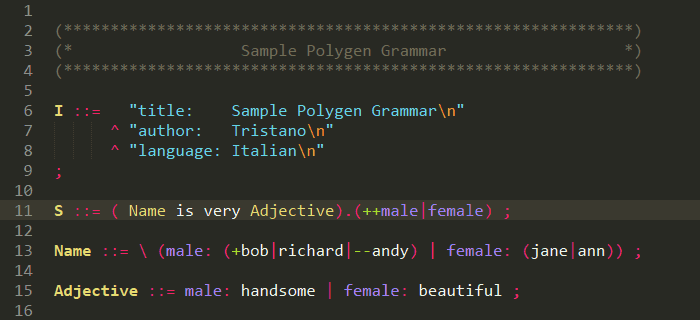 1
2 (*************************************************************)
3 (*                  Sample Polygen Grammar                   *)
4 (*************************************************************)
5
6 I ::=   "title:    Sample Polygen Grammar\n"
7       ^ "author:   Tristano\n"
8       ^ "language: Italian\n"
9 ;
10
11 S ::= ( Name is very Adjective).(++male|female) ;
12
13 Name ::= \ (male: (+bob|richard|--andy) | female: (jane|ann)) ;
14
15 Adjective ::= male: handsome | female: beautiful ;
16